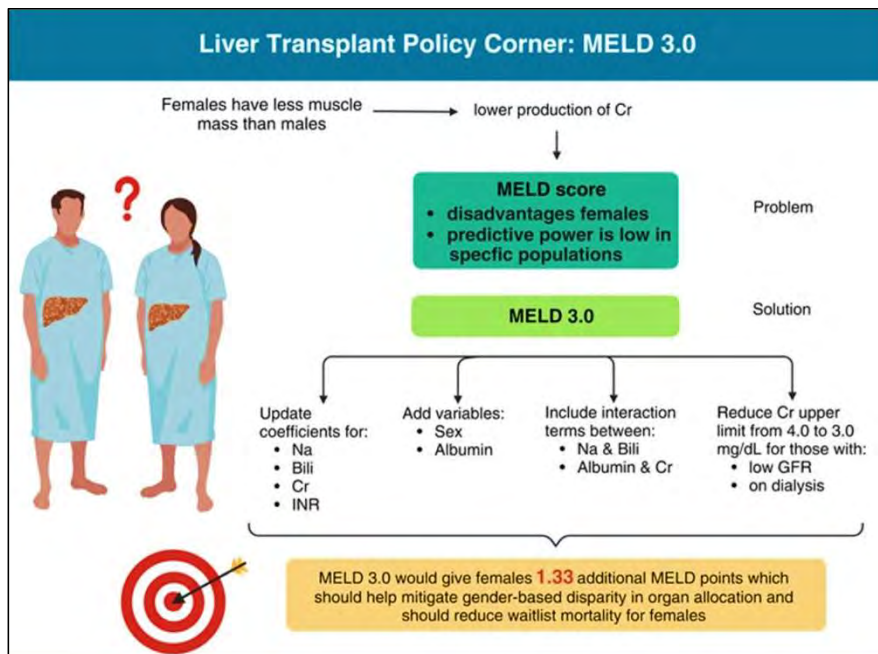 Liver Transplant Policy Corner: MELD 3.0
Females have less muscle
mass than males
lower production of Cr
MELD score
• disadvantages females
• predictive power is low in
specfic populations
Problem
?
MELD 3.0
Solution
Update
coefficients for:
• Na
• Bili
• Cr
• INR
Add variables:
• Sex
• Albumin
Include interaction
terms between:
• Na & Bili
• Albumin & Cr
Reduce Cr upper
limit from 4.0 to 3.0
mg/dL for those with:
• low GFR
• on dialysis
MELD 3.0 would give females 1.33 additional MELD points which
should help mitigate gender-based disparity in organ allocation and
should reduce waitlist mortality for females